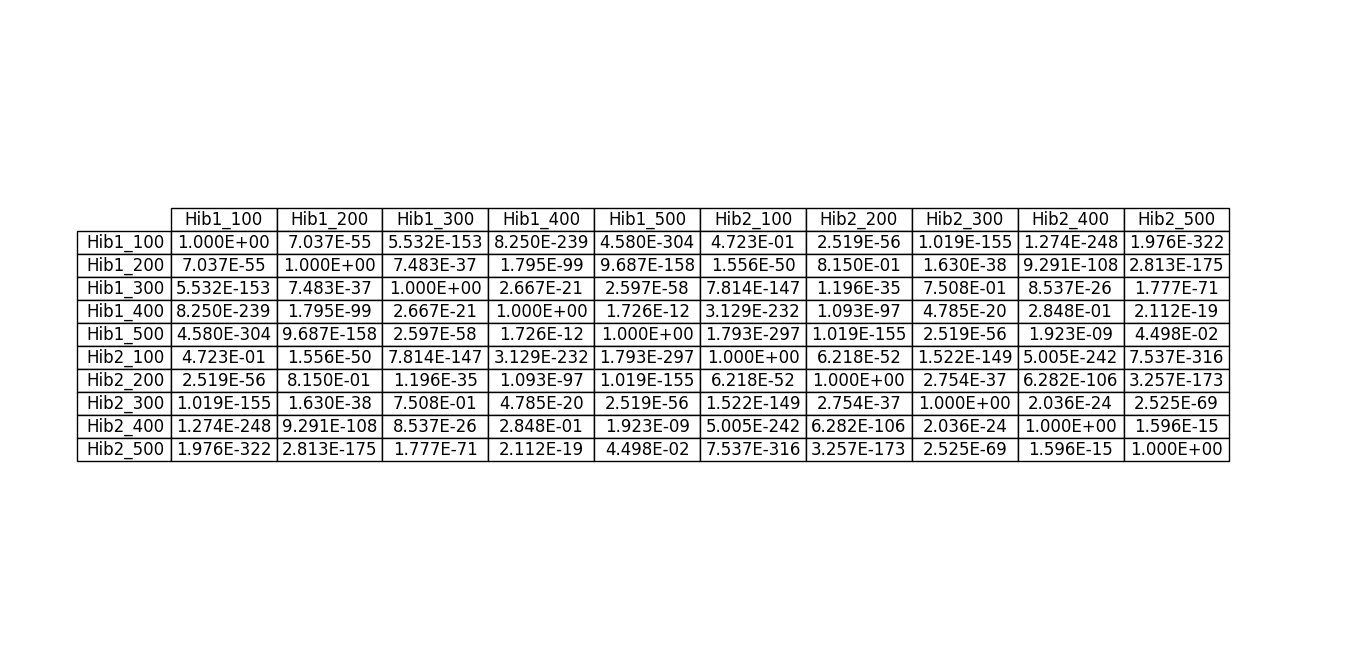 Hib1_100 Hib1_200 Hib1_300 Hib1_400 Hib1_500 Hib2_100 Hib2_200 Hib2_300 Hib2_400 Hib2_500
Hib1_100 1.000E+00 7.037E-55 5.532E-153 8.250E-239 4.580E-304 4.723E-01 2.519E-56 1.019E-155 1.274E-248 1.976E-322
Hib1_200 7.037E-55 1.000E+00 7.483E-37 1.795E-99 9.687E-158 1.556E-50 8.150E-01 1.630E-38 9.291E-108 2.813E-175
Hib1_300 5.532E-153 7.483E-37 1.000E+00 2.667E-21 2.597E-58 7.814E-147 1.196E-35 7.508E-01 8.537E-26 1.777E-71
Hib1_400 8.250E-239 1.795E-99 2.667E-21 1.000E+00 1.726E-12 3.129E-232 1.093E-97 4.785E-20 2.848E-01 2.112E-19
Hib1_500 4.580E-304 9.687E-158 2.597E-58 1.726E-12 1.000E+00 1.793E-297 1.019E-155 2.519E-56 1.923E-09 4.498E-02
Hib2_100 4.723E-01 1.556E-50 7.814E-147 3.129E-232 1.793E-297 1.000E+00 6.218E-52 1.522E-149 5.005E-242 7.537E-316
Hib2_200 2.519E-56 8.150E-01 1.196E-35 1.093E-97 1.019E-155 6.218E-52 1.000E+00 2.754E-37 6.282E-106 3.257E-173
Hib2_300 1.019E-155 1.630E-38 7.508E-01 4.785E-20 2.519E-56 1.522E-149 2.754E-37 1.000E+00 2.036E-24 2.525E-69
Hib2_400 1.274E-248 9.291E-108 8.537E-26 2.848E-01 1.923E-09 5.005E-242 6.282E-106 2.036E-24 1.000E+00 1.596E-15
Hib2_500 1.976E-322 2.813E-175 1.777E-71 2.112E-19 4.498E-02 7.537E-316 3.257E-173 2.525E-69 1.596E-15 1.000E+00